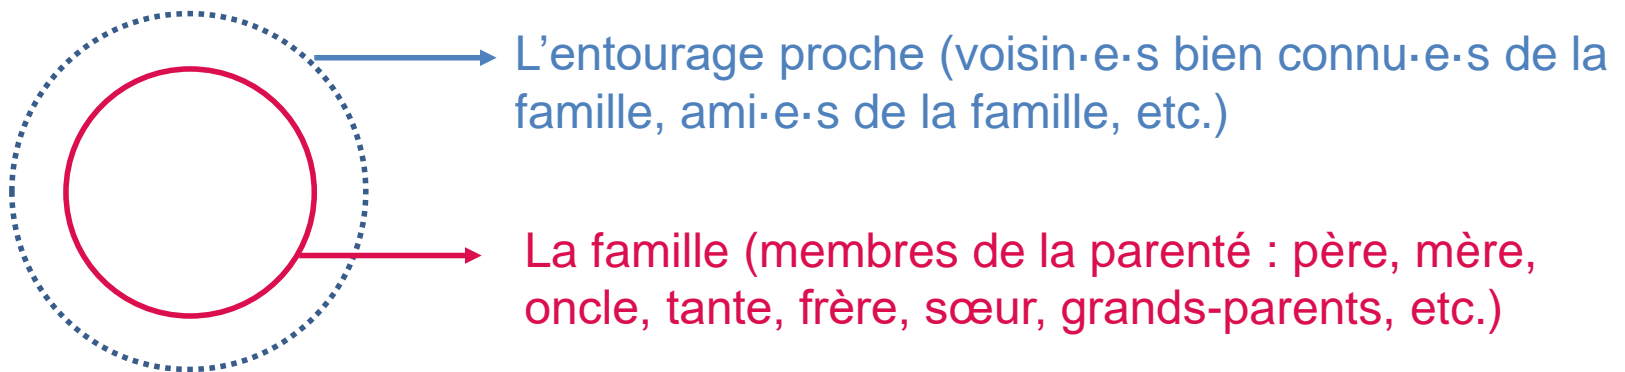 L’entourage proche (voisin·e·s bien connu·e·s de la
famille, ami·e·s de la famille, etc.)
La famille (membres de la parenté : père, mère,
oncle, tante, frère, sœur, grands-parents, etc.)